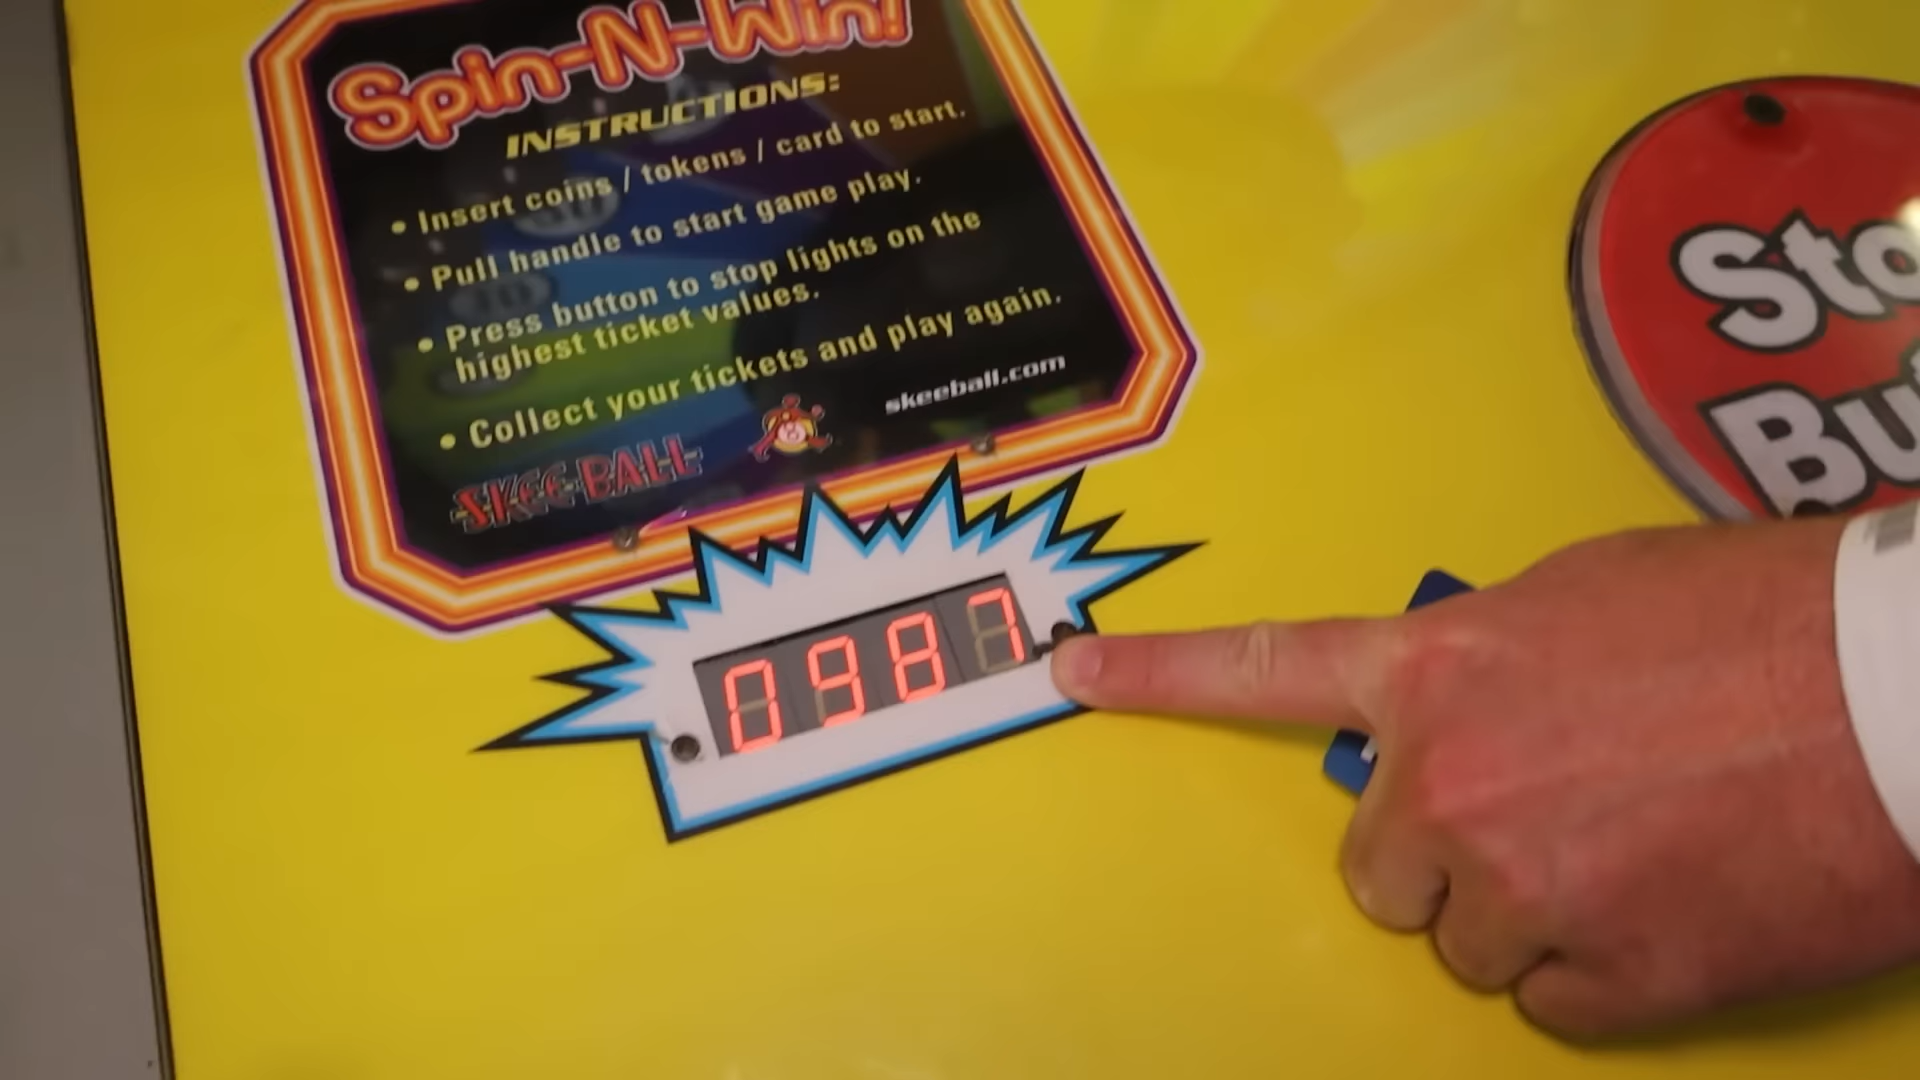 Spin-N-Win!
INSTRUCTIONS:
• Insert coins / tokens / card to start.
• Pull handle to start game play.
• Press button to stop lights on the
highest ticket values.
• Collect your tickets and play again.
skeeball.com
SKEE BALL
0987
Sto
Bu